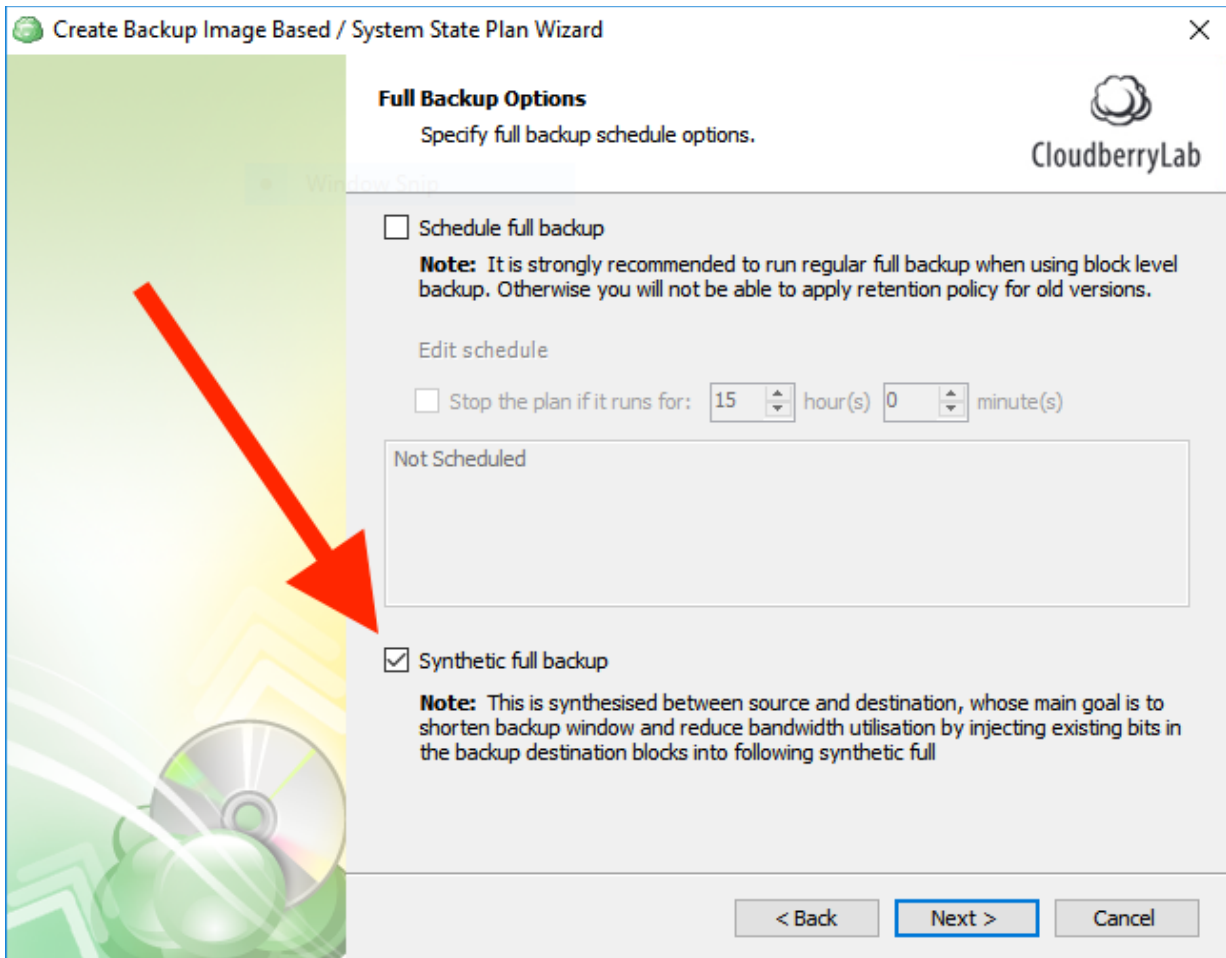 Create Backup Image Based / System State Plan Wizard
Full Backup Options
Specify full backup schedule options.
CloudberryLab
Window Snip
Schedule full backup
Note: It is strongly recommended to run regular full backup when using block level
backup. Otherwise you will not be able to apply retention policy for old versions.
Edit schedule
Stop the plan if it runs for: 15 hour(s) 0 minute(s)
Not Scheduled
Synthetic full backup
Note: This is synthesised between source and destination, whose main goal is to
shorten backup window and reduce bandwidth utilisation by injecting existing bits in
the backup destination blocks into following synthetic full
< Back Next > Cancel